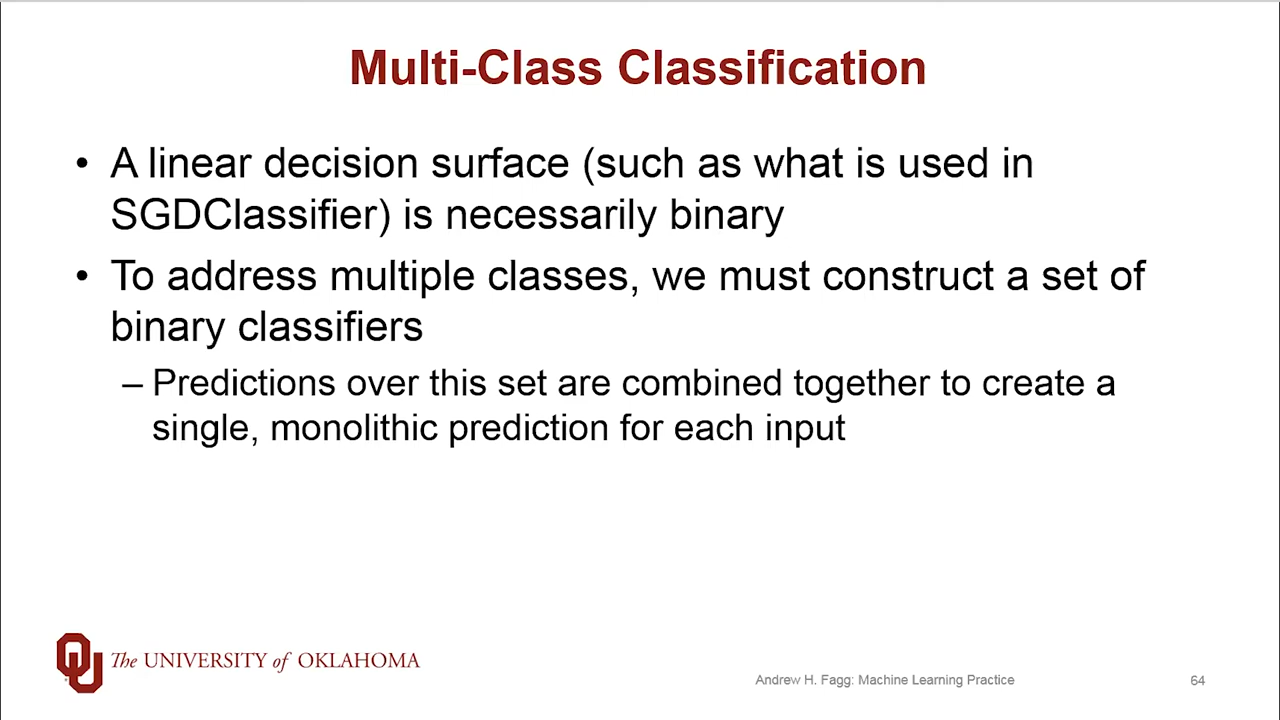 Multi-Class Classification
• A linear decision surface (such as what is used in
SGDClassifier) is necessarily binary
• To address multiple classes, we must construct a set of
binary classifiers
– Predictions over this set are combined together to create a
single, monolithic prediction for each input
OU The UNIVERSITY of OKLAHOMA
Andrew H. Fagg: Machine Learning Practice
64